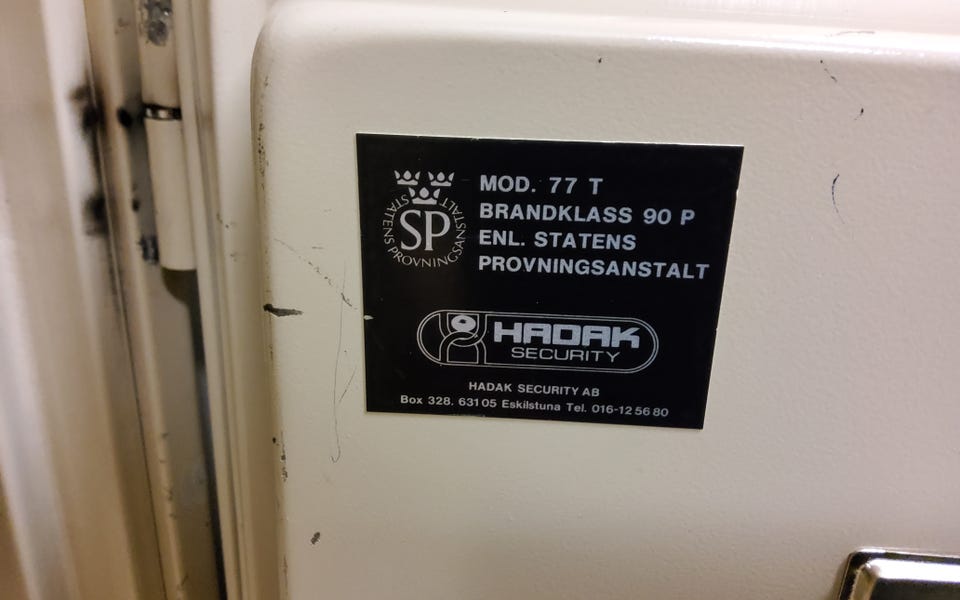 SP
STATENS PROVNINGSANSTALT
MOD. 77 T
BRANDKLASS 90 P
ENL. STATENS
PROVNINGSANSTALT
HADAK
SECURITY
HADAK SECURITY AB
Box 328. 631 05 Eskilstuna Tel. 016-12 56 80